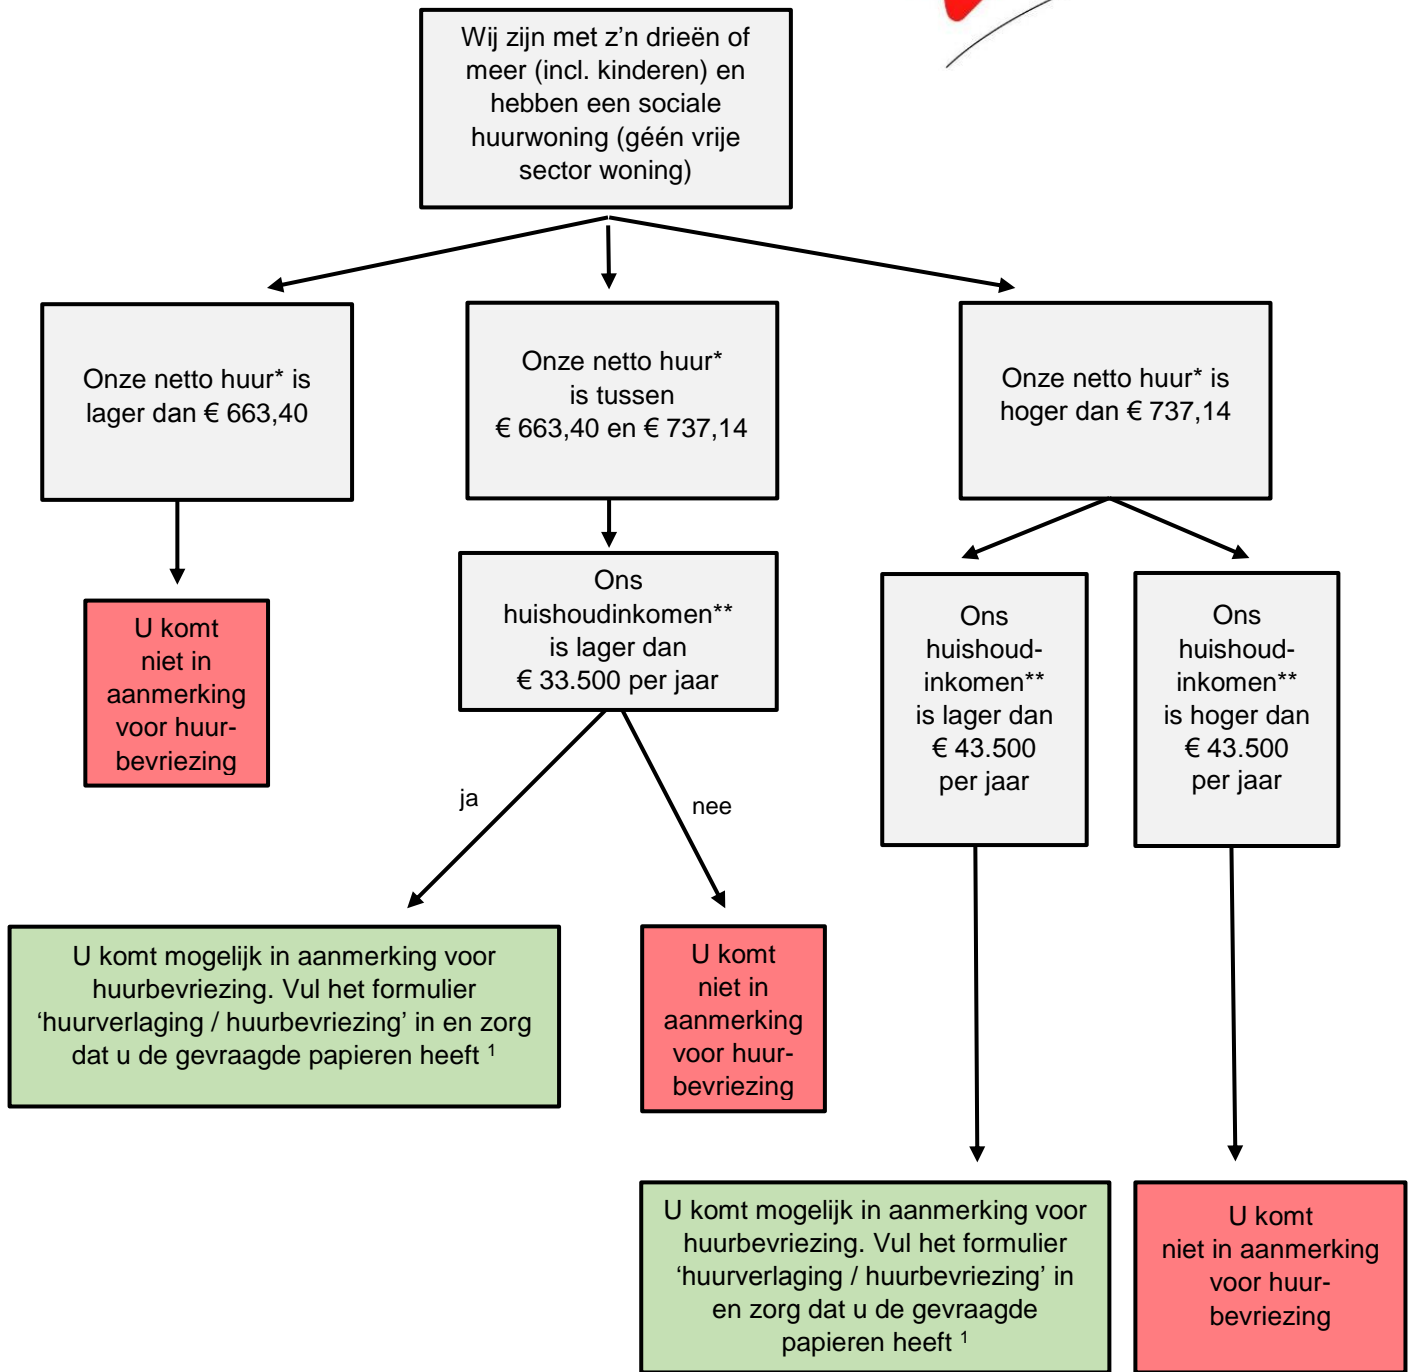 Wij zijn met z’n drieën of
meer (incl. kinderen) en
hebben een sociale
huurwoning (géén vrije
sector woning)
Onze netto huur* is
lager dan € 663,40
Onze netto huur*
is tussen
€ 663,40 en € 737,14
Onze netto huur* is
hoger dan € 737,14
U komt
niet in
aanmerking
voor huur-
bevriezing
Ons
huishoudinkomen**
is lager dan
€ 33.500 per jaar
Ons
huishoud-
inkomen**
is lager dan
€ 43.500
per jaar
Ons
huishoud-
inkomen**
is hoger dan
€ 43.500
per jaar
ja
nee
U komt mogelijk in aanmerking voor
huurbevriezing. Vul het formulier
‘huurverlaging / huurbevriezing’ in en zorg
dat u de gevraagde papieren heeft ¹
U komt
niet in
aanmerking
voor huur-
bevriezing
U komt mogelijk in aanmerking voor
huurbevriezing. Vul het formulier
‘huurverlaging / huurbevriezing’ in
en zorg dat u de gevraagde
papieren heeft ¹
U komt
niet in aanmerking
voor huur-
bevriezing